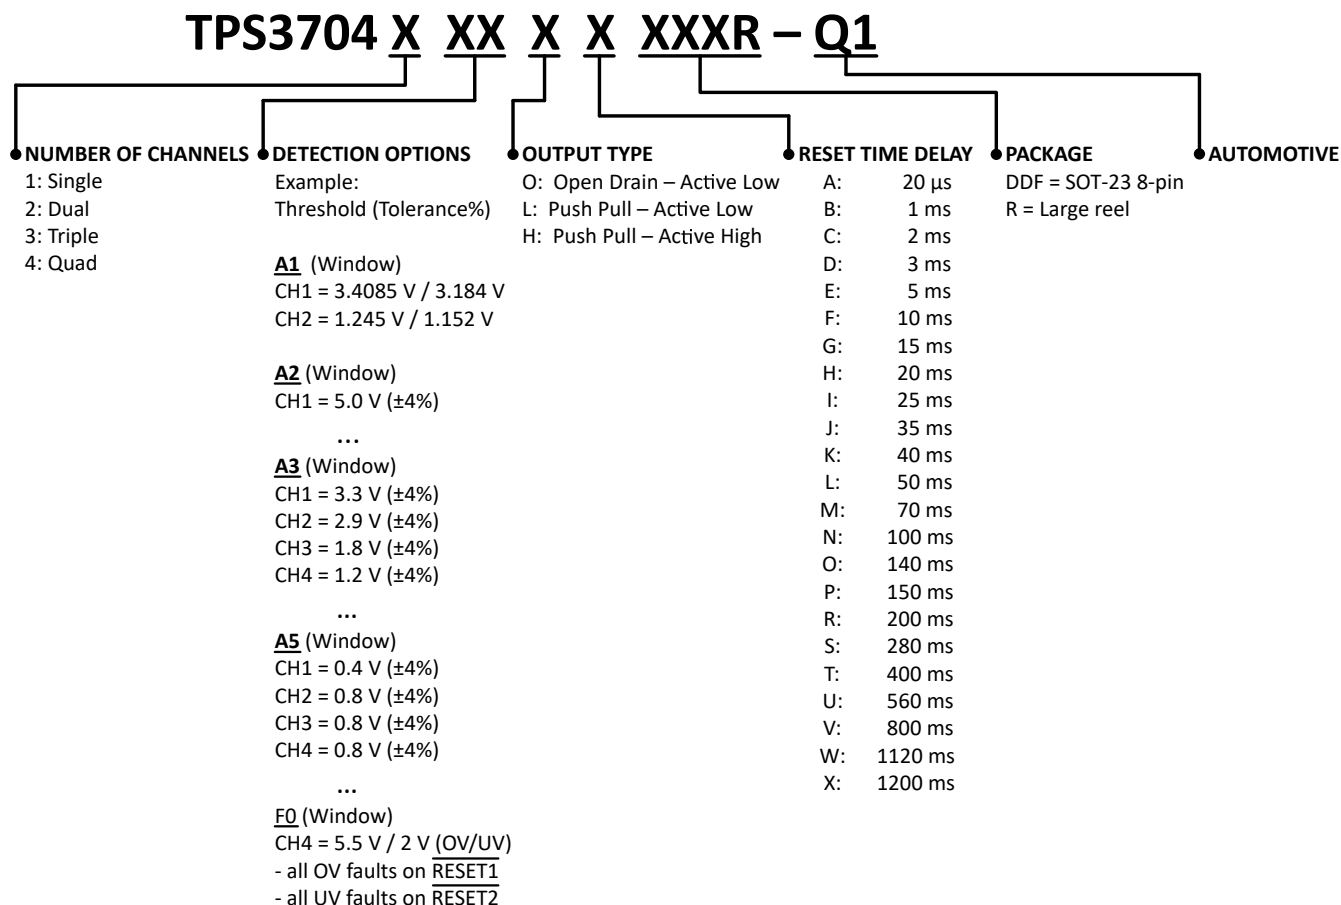 TPS3704 X XX X X XXXR – Q1
NUMBER OF CHANNELS
1: Single
2: Dual
3: Triple
4: Quad
DETECTION OPTIONS
Example:
Threshold (Tolerance%)
A1 (Window)
CH1 = 3.4085 V / 3.184 V
CH2 = 1.245 V / 1.152 V
A2 (Window)
CH1 = 5.0 V (±4%)
...
A3 (Window)
CH1 = 3.3 V (±4%)
CH2 = 2.9 V (±4%)
CH3 = 1.8 V (±4%)
CH4 = 1.2 V (±4%)
...
A5 (Window)
CH1 = 0.4 V (±4%)
CH2 = 0.8 V (±4%)
CH3 = 0.8 V (±4%)
CH4 = 0.8 V (±4%)
...
F0 (Window)
CH4 = 5.5 V / 2 V (OV/UV)
- all OV faults on RESET1
- all UV faults on RESET2
OUTPUT TYPE
O: Open Drain – Active Low
L: Push Pull – Active Low
H: Push Pull – Active High
RESET TIME DELAY
A: 20 µs
B: 1 ms
C: 2 ms
D: 3 ms
E: 5 ms
F: 10 ms
G: 15 ms
H: 20 ms
I: 25 ms
J: 35 ms
K: 40 ms
L: 50 ms
M: 70 ms
N: 100 ms
O: 140 ms
P: 150 ms
R: 200 ms
S: 280 ms
T: 400 ms
U: 560 ms
V: 800 ms
W: 1120 ms
X: 1200 ms
PACKAGE
DDF = SOT-23 8-pin
R = Large reel
AUTOMOTIVE